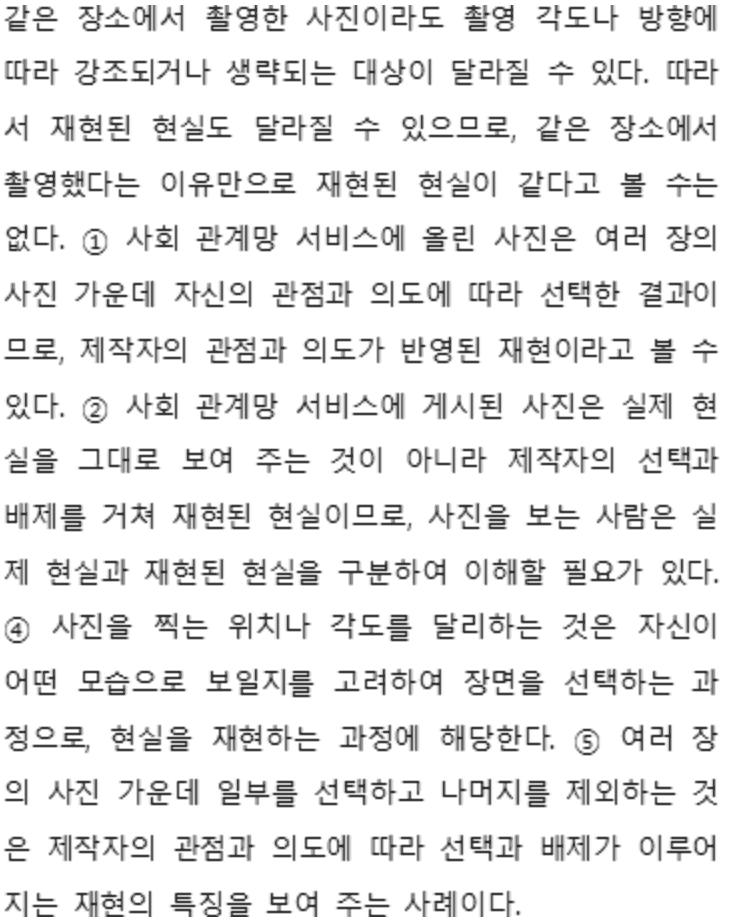 같은 장소에서 촬영한 사진이라도 촬영 각도나 방향에
따라 강조되거나 생략되는 대상이 달라질 수 있다. 따라
서 재현된 현실도 달라질 수 있으므로, 같은 장소에서
촬영했다는 이유만으로 재현된 현실이 같다고 볼 수는
없다. ① 사회 관계망 서비스에 올린 사진은 여러 장의
사진 가운데 자신의 관점과 의도에 따라 선택한 결과이
므로, 제작자의 관점과 의도가 반영된 재현이라고 볼 수
있다. ② 사회 관계망 서비스에 게시된 사진은 실제 현
실을 그대로 보여 주는 것이 아니라 제작자의 선택과
배제를 거쳐 재현된 현실이므로, 사진을 보는 사람은 실
제 현실과 재현된 현실을 구분하여 이해할 필요가 있다.
④ 사진을 찍는 위치나 각도를 달리하는 것은 자신이
어떤 모습으로 보일지를 고려하여 장면을 선택하는 과
정으로, 현실을 재현하는 과정에 해당한다. ⑤ 여러 장
의 사진 가운데 일부를 선택하고 나머지를 제외하는 것
은 제작자의 관점과 의도에 따라 선택과 배제가 이루어
지는 재현의 특징을 보여 주는 사례이다.